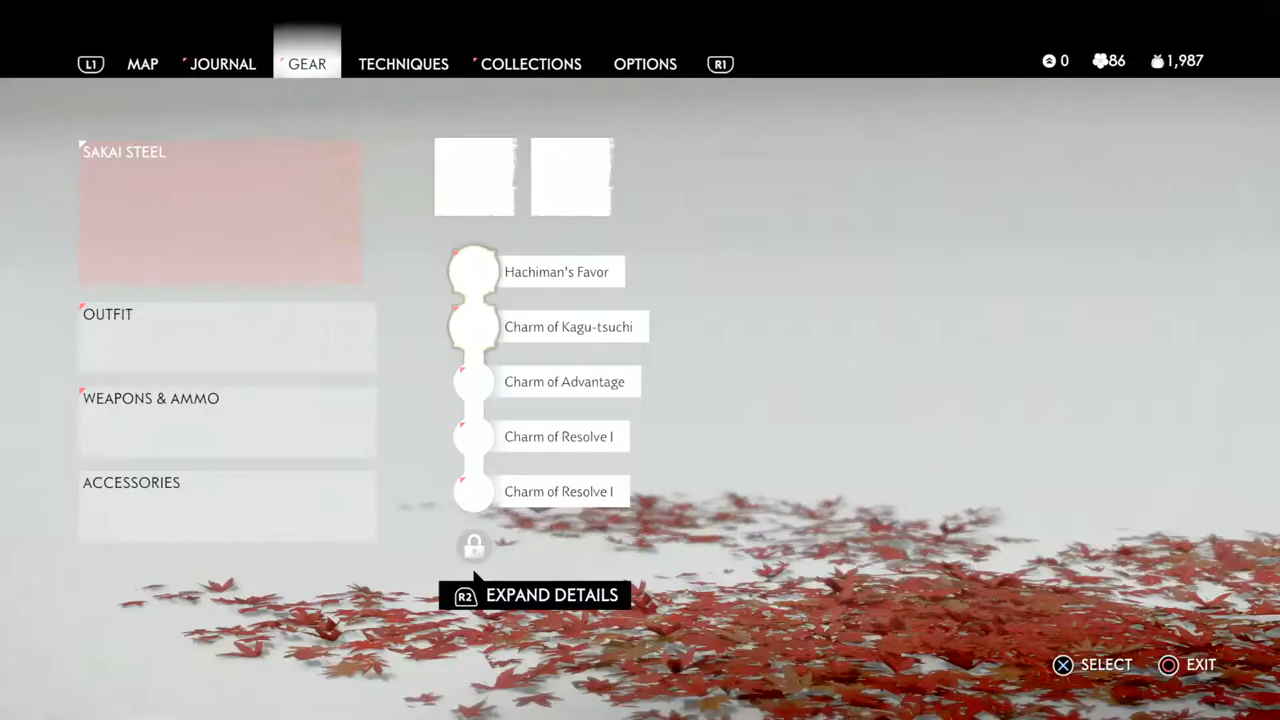 L1 MAP JOURNAL GEAR TECHNIQUES COLLECTIONS OPTIONS R1 0 86 1,987
SAKAI STEEL
OUTFIT
WEAPONS & AMMO
ACCESSORIES
Hachiman's Favor
Charm of Kagu-tsuchi
Charm of Advantage
Charm of Resolve I
Charm of Resolve I
R2 EXPAND DETAILS
SELECT EXIT